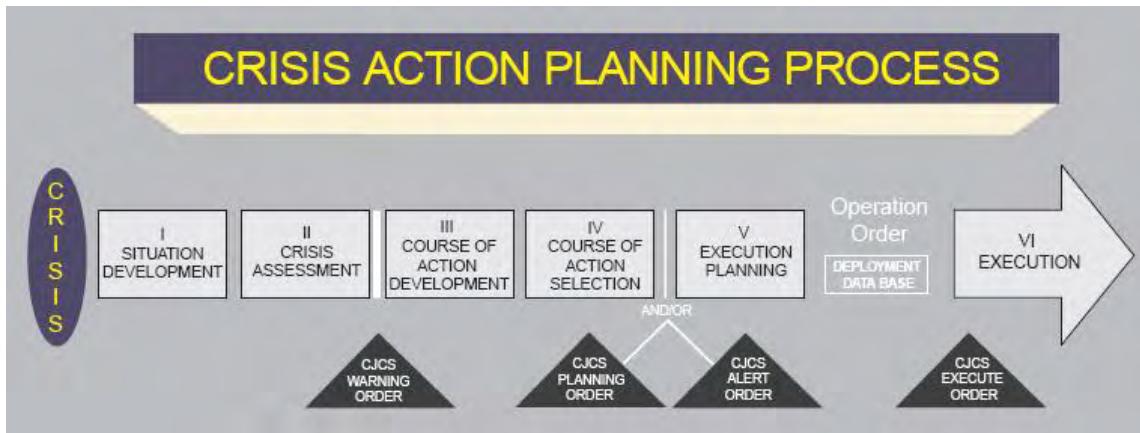 CRISIS ACTION PLANNING PROCESS
CRISIS
I
SITUATION
DEVELOPMENT
II
CRISIS
ASSESSMENT
III
COURSE OF
ACTION
DEVELOPMENT
IV
COURSE OF
ACTION
SELECTION
V
EXECUTION
PLANNING
Operation
Order
DEPLOYMENT
DATA BASE
VI
EXECUTION
AND/OR
CJCS
WARNING
ORDER
CJCS
PLANNING
ORDER
CJCS
ALERT
ORDER
CJCS
EXECUTE
ORDER